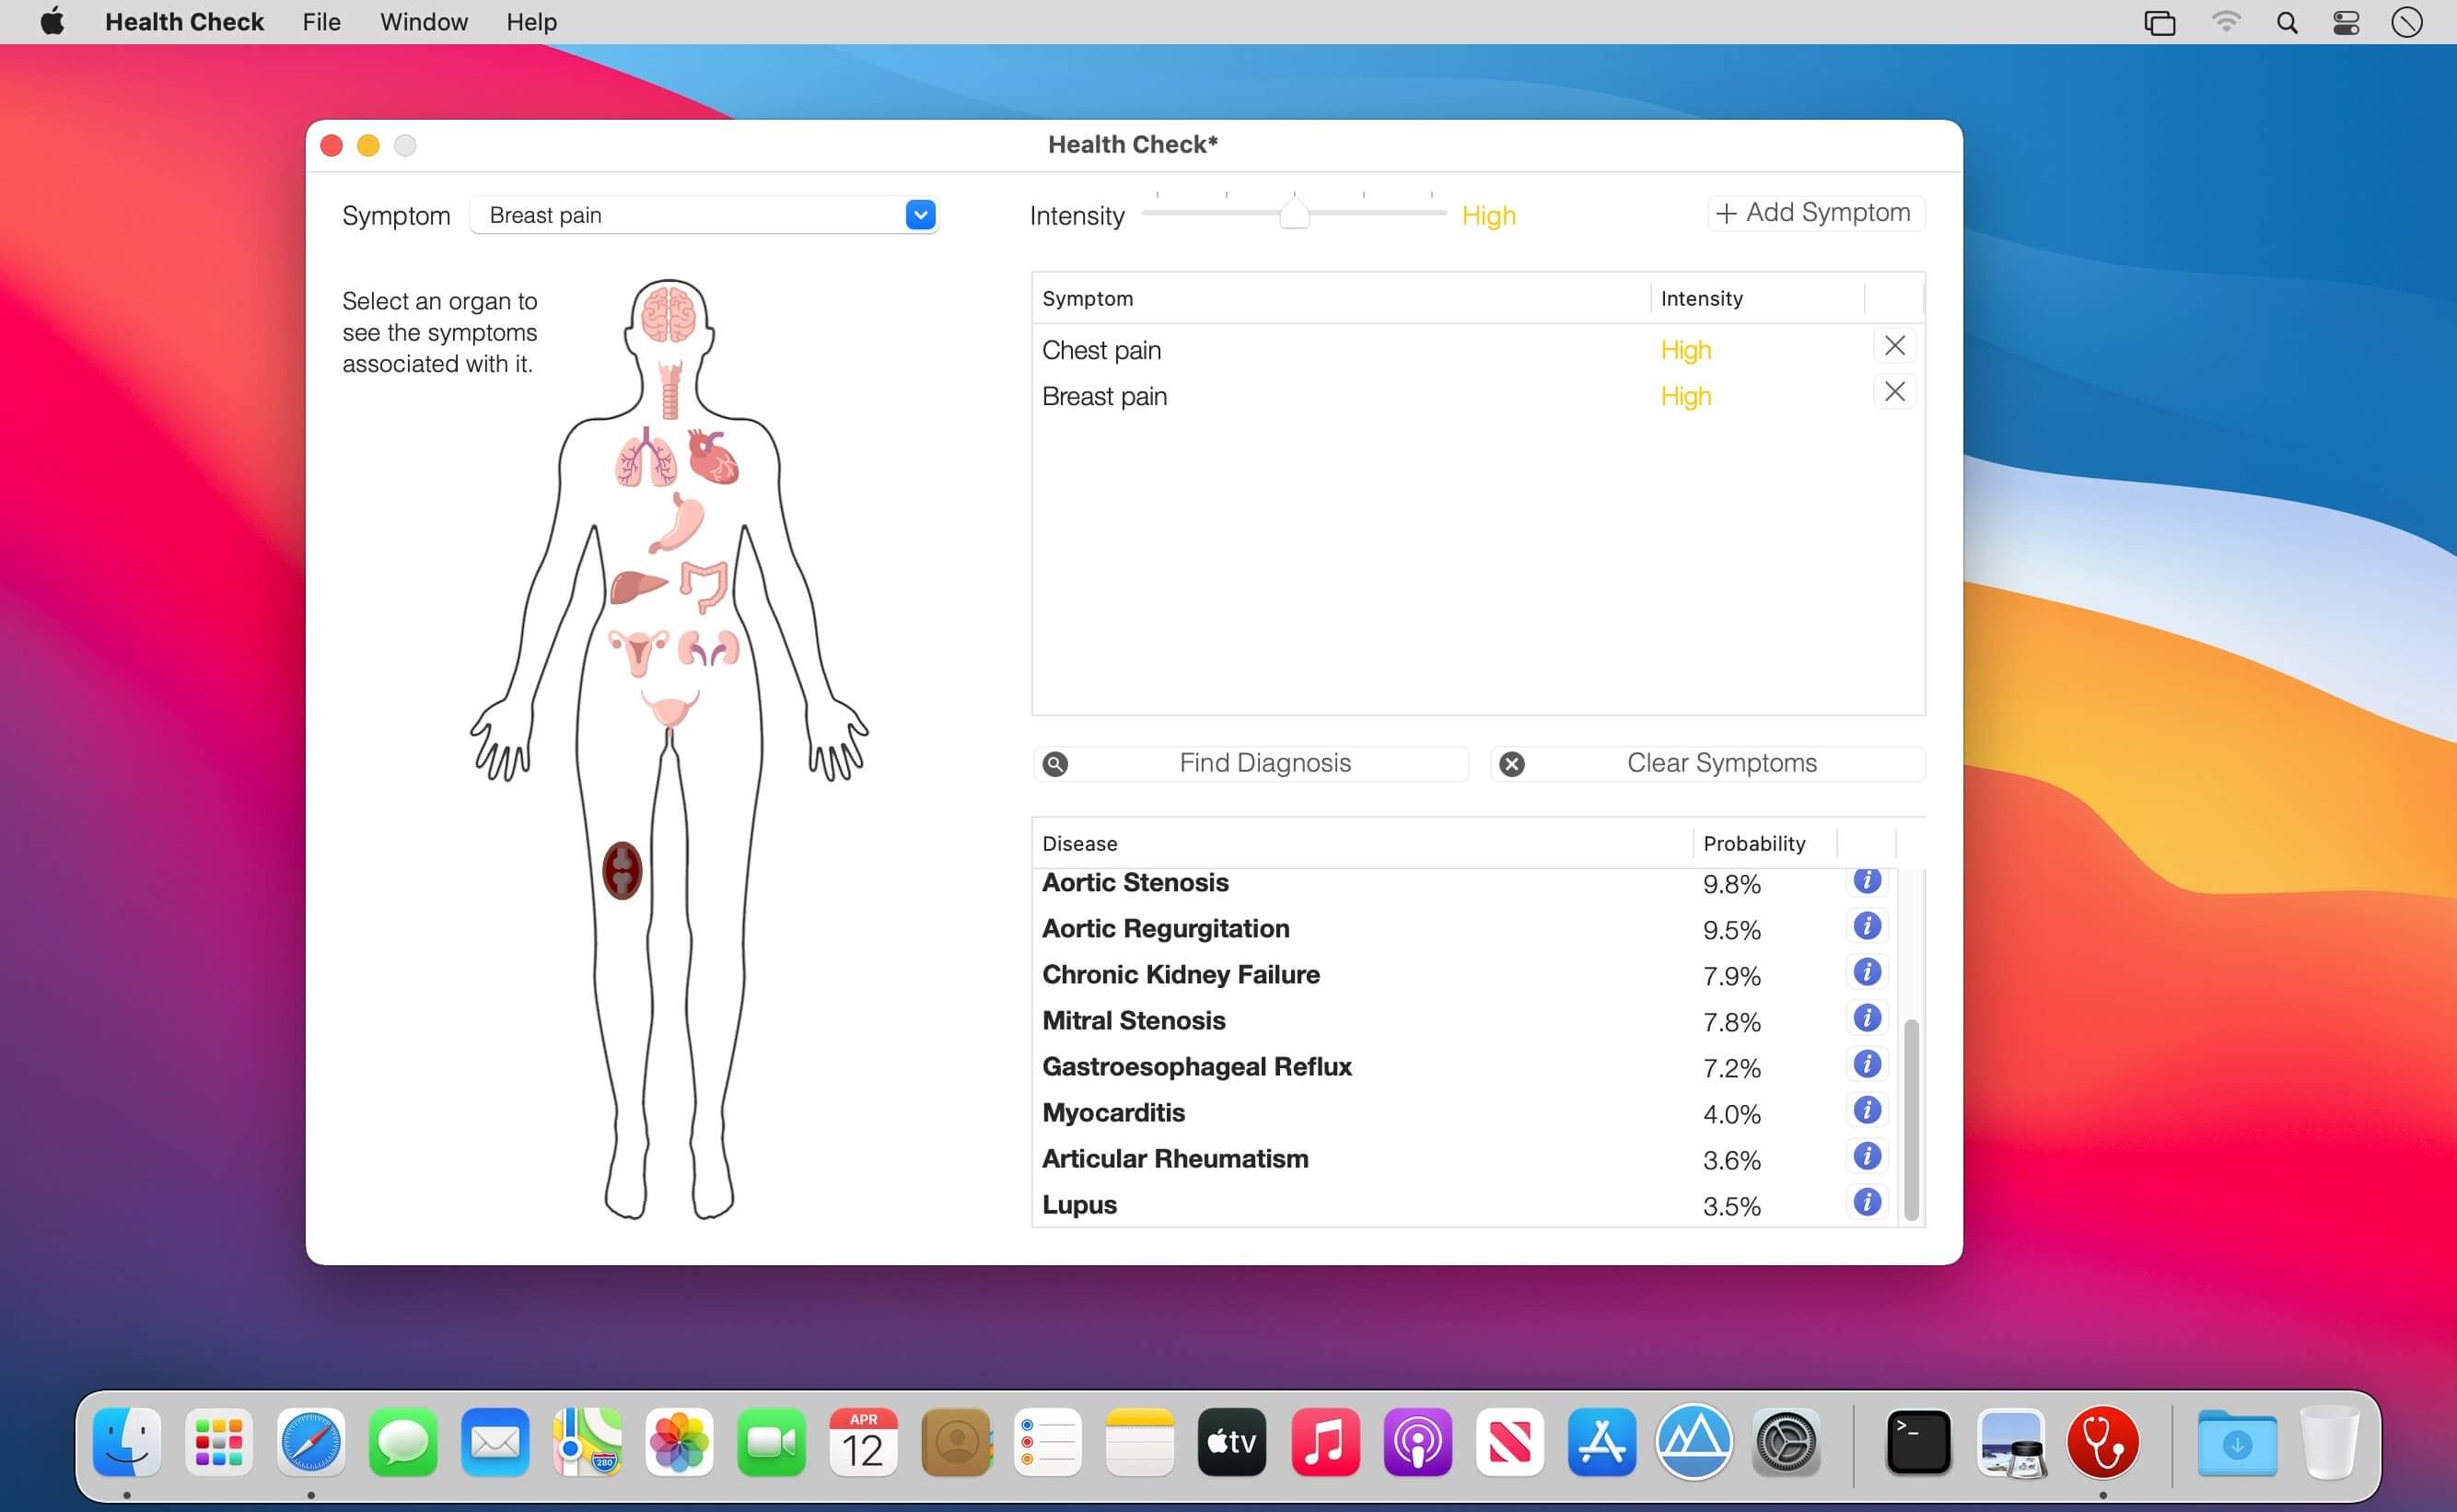 Health Check File Window Help
Health Check*
Symptom Breast pain
Intensity High
Add Symptom
Select an organ to
see the symptoms
associated with it.
Symptom Intensity
Chest pain High
Breast pain High
Find Diagnosis Clear Symptoms
Disease Probability
Aortic Stenosis 9.8%
Aortic Regurgitation 9.5%
Chronic Kidney Failure 7.9%
Mitral Stenosis 7.8%
Gastroesophageal Reflux 7.2%
Myocarditis 4.0%
Articular Rheumatism 3.6%
Lupus 3.5%
280
APR
12
tv
>_